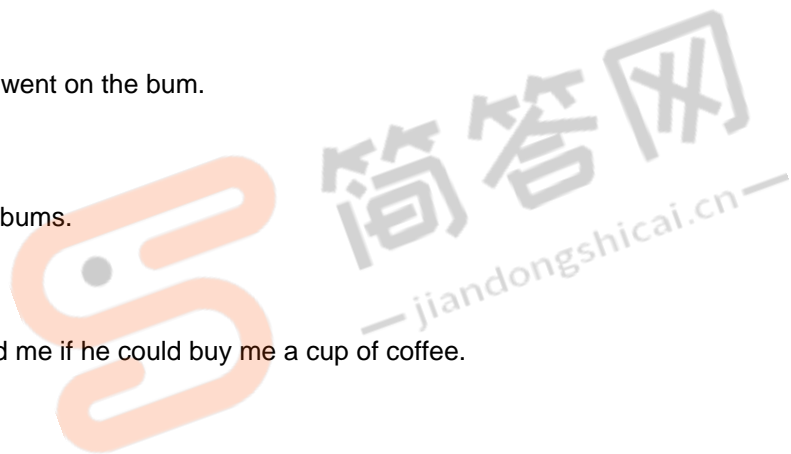 went on the bum.
bums.
me if he could buy me a cup of coffee.
简答网
jiandongshicai.cn